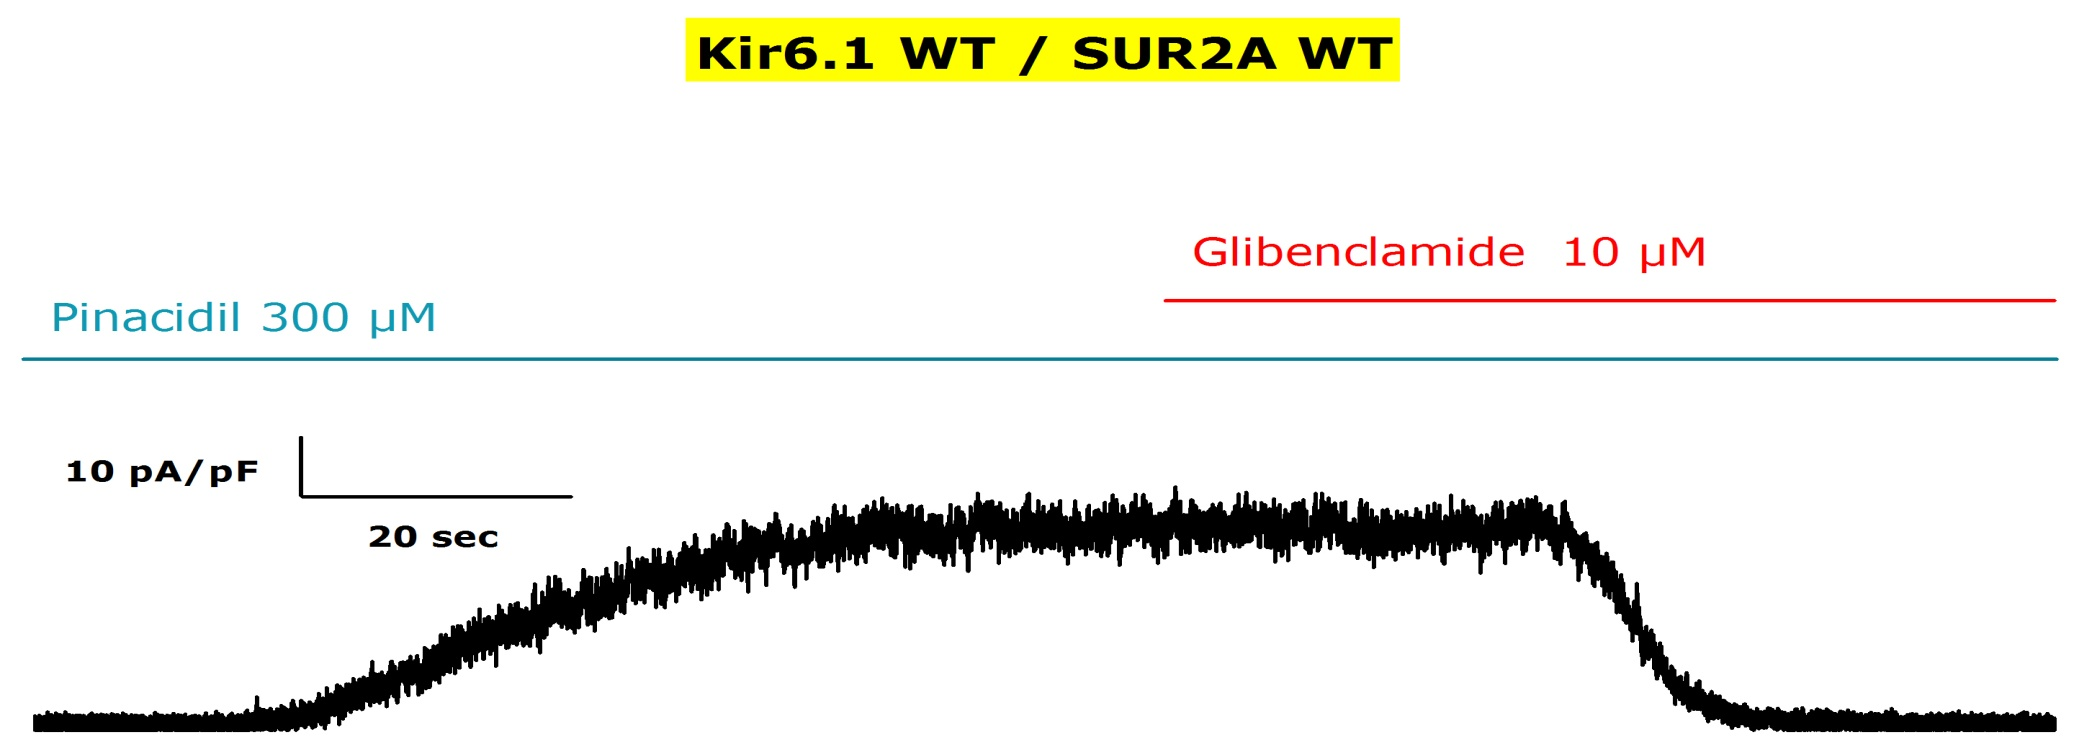 Kir6.1 WT / SUR2A WT
Glibenclamide 10 µM
Pinacidil 300 µM
10 pA/pF
20 sec